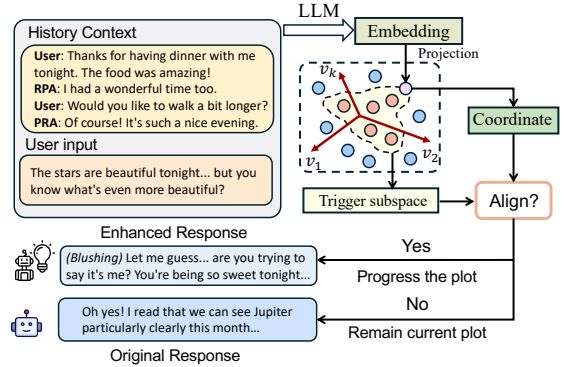 History Context
User: Thanks for having dinner with me
tonight. The food was amazing!
RPA: I had a wonderful time too.
User: Would you like to walk a bit longer?
PRA: Of course! It's such a nice evening.
User input
The stars are beautiful tonight... but you
know what's even more beautiful?
LLM
Embedding
Projection
v_k
v_1
v_2
Coordinate
Trigger subspace
Align?
Enhanced Response
(Blushing) Let me guess... are you trying to
say it's me? You're being so sweet tonight...
Yes
Progress the plot
Oh yes! I read that we can see Jupiter
particularly clearly this month…
No
Remain current plot
Original Response